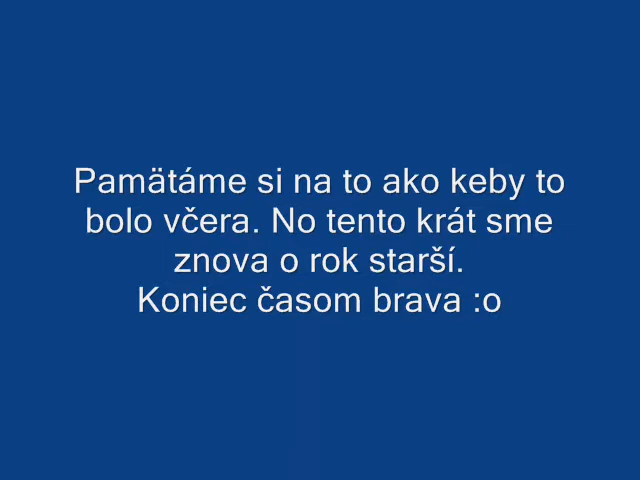 Pamätáme si na to ako keby to
bolo včera. No tento krát sme
znova o rok starší.
Koniec časom brava :o